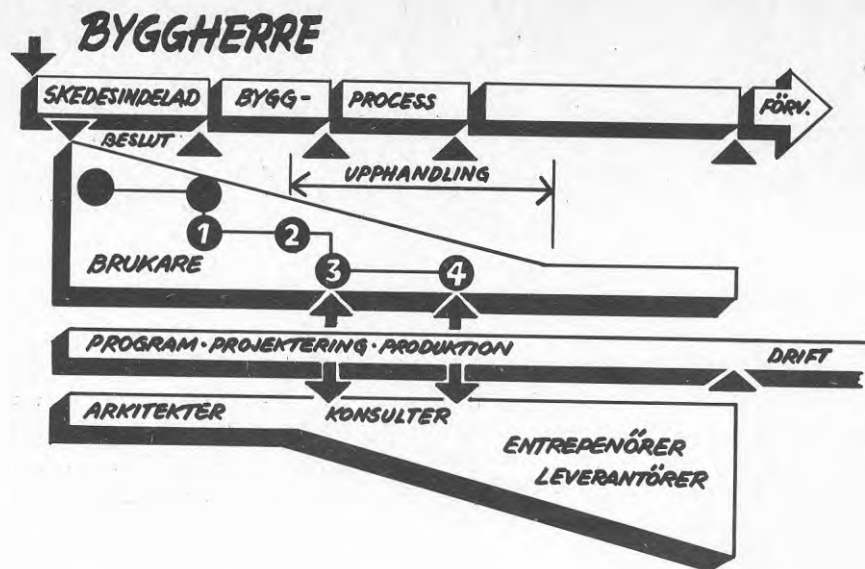 BYGGHERRE
SKEDESINDELAD BYGG- PROCESS FÖRV.
BESLUT
UPPHANDLING
1 2
BRUKARE 3 4
PROGRAM · PROJEKTERING · PRODUKTION
DRIFT
ARKITEKTER KONSULTER
ENTREPENÖRER
LEVERANTÖRER